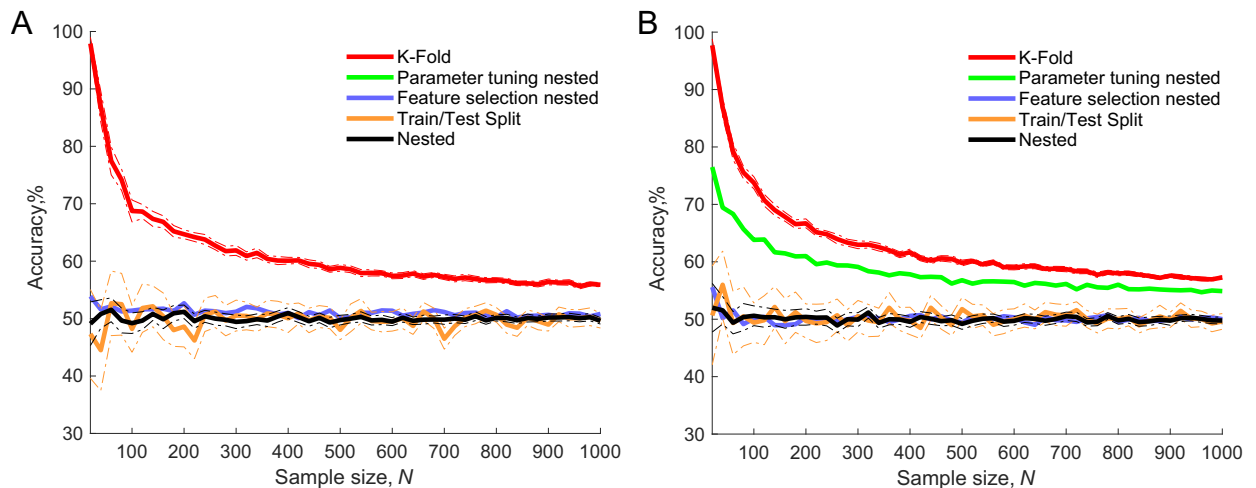 A
Accuracy,%
100
90
80
70
60
50
40
30
K-Fold
Parameter tuning nested
Feature selection nested
Train/Test Split
Nested
100 200 300 400 500 600 700 800 900 1000
Sample size, N
B
Accuracy,%
100
90
80
70
60
50
40
30
K-Fold
Parameter tuning nested
Feature selection nested
Train/Test Split
Nested
100 200 300 400 500 600 700 800 900 1000
Sample size, N